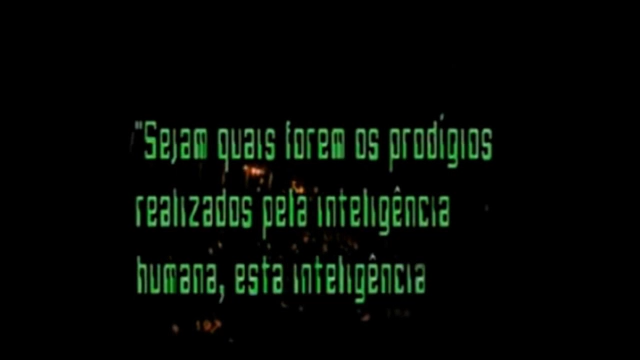 "Sejam quais forem os prodígios
realizados pela inteligência
humana, esta inteligência